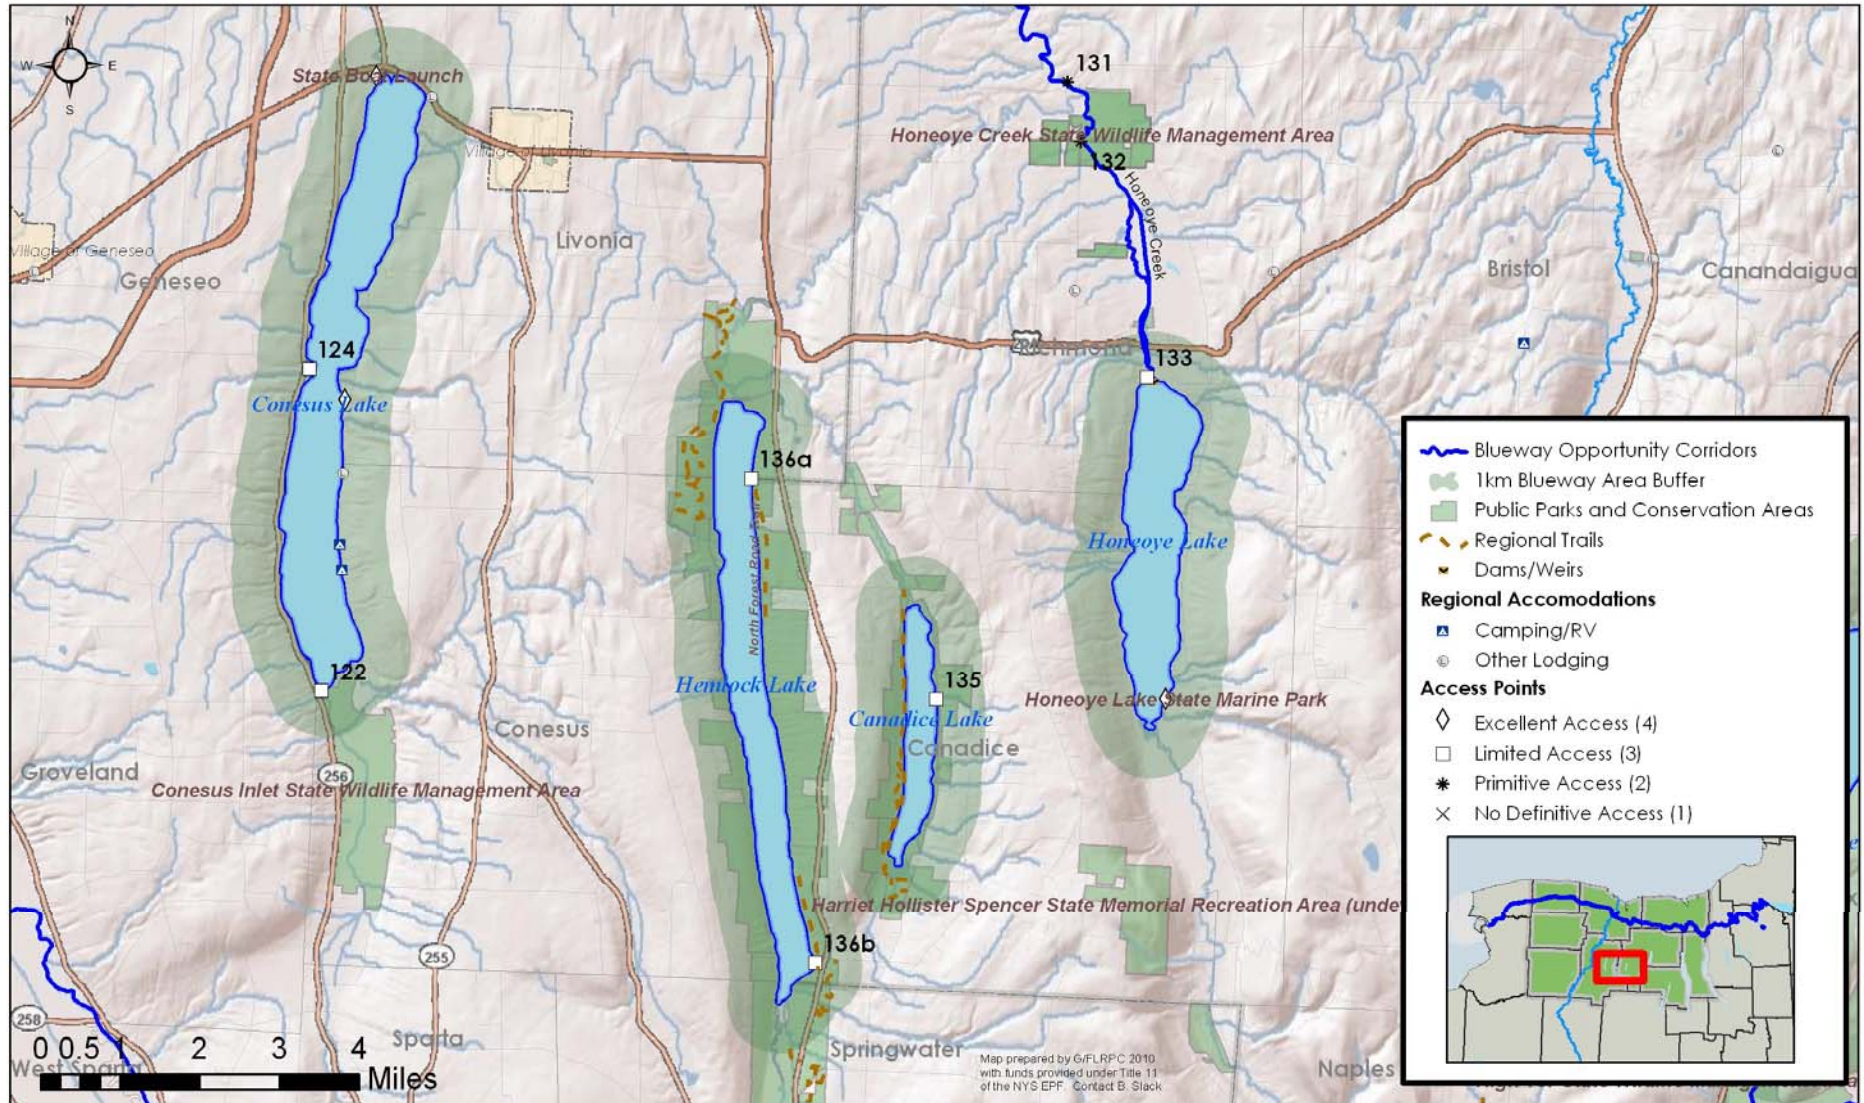 N
W E
S
State Boat Launch
131
Honeoye Creek State Wildlife Management Area
132
Village of Livonia
Honeoye Creek
Livonia
Village of Geneseo
Geneseo
Bristol
Canandaigua
Richmond
124
133
Conesus Lake
136a
North Forest Road Trail
Honeoye Lake
122
Hemlock Lake
135
Honeoye Lake State Marine Park
Canadice Lake
Canadice
Conesus
Groveland
256
Conesus Inlet State Wildlife Management Area
Harriet Hollister Spencer State Memorial Recreation Area (unde
136b
255
258
Sparta
West Sparta
Springwater
Naples
0 0.5 1 2 3 4
Miles
Map prepared by G/FLRPC 2010
with funds provided under Title 11
of the NYS EPF. Contact B. Slack
Blueway Opportunity Corridors
1km Blueway Area Buffer
Public Parks and Conservation Areas
Regional Trails
Dams/Weirs
Regional Accomodations
Camping/RV
Other Lodging
Access Points
Excellent Access (4)
Limited Access (3)
Primitive Access (2)
No Definitive Access (1)